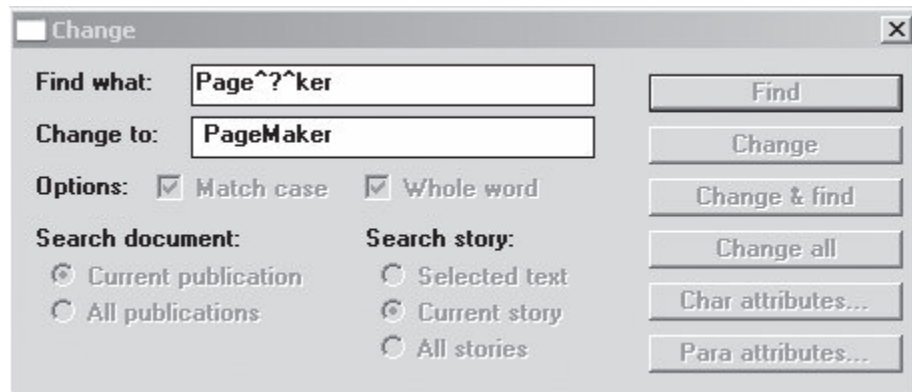 Change
Find what: Page^?^ker
Change to: PageMaker
Options: Match case Whole word
Search document:
Current publication
All publications
Search story:
Selected text
Current story
All stories
Find
Change
Change & find
Change all
Char attributes...
Para attributes...